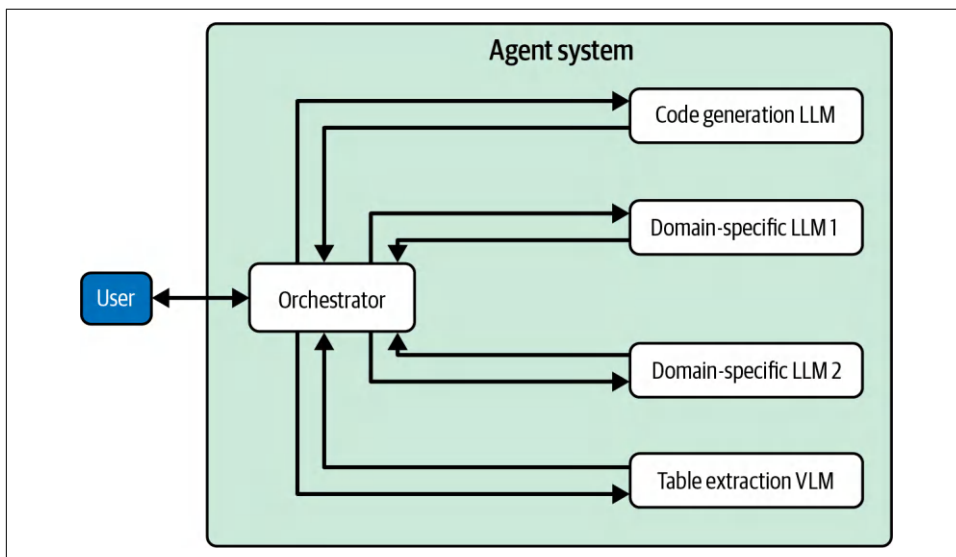 Agent system
Code generation LLM
Domain-specific LLM 1
User
Orchestrator
Domain-specific LLM 2
Table extraction VLM